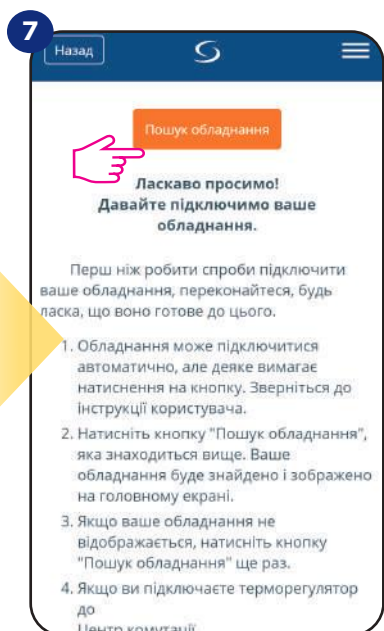 7
Назад
Пошук обладнання
Ласкаво просимо!
Давайте підключимо ваше
обладнання.
Перш ніж робити спроби підключити
ваше обладнання, переконайтеся, будь
ласка, що воно готове до цього.
1. Обладнання може підключитися
автоматично, але деяке вимагає
натиснення на кнопку. Зверніться до
інструкції користувача.
2. Натисніть кнопку "Пошук обладнання",
яка знаходиться вище. Ваше
обладнання буде знайдено і зображено
на головному екрані.
3. Якщо ваше обладнання не
відображається, натисніть кнопку
"Пошук обладнання" ще раз.
4. Якщо ви підключаєте терморегулятор
до
Центр комутації